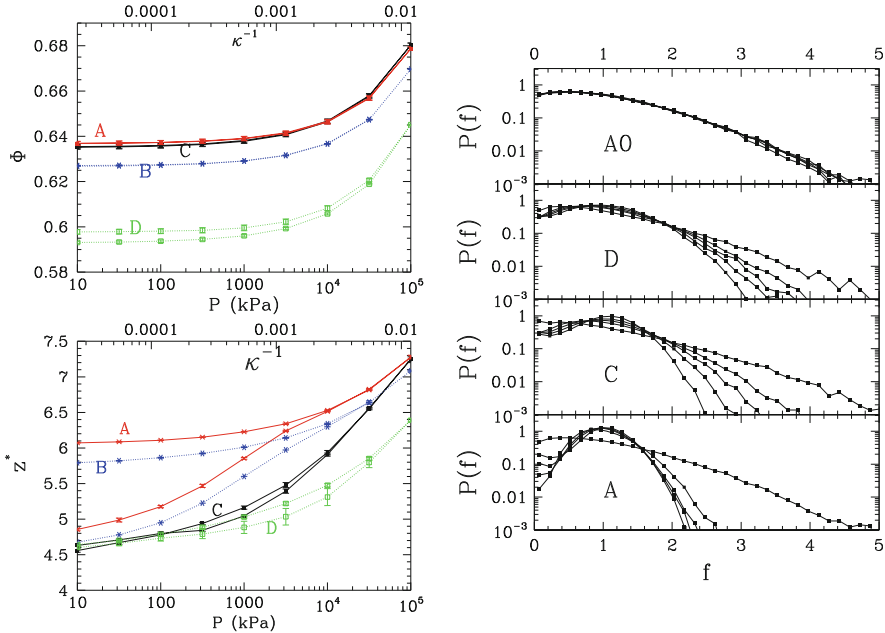 0.0001 0.001 0.01
κ⁻¹
0.68
0.66
0.64
0.62
0.6
0.58
Φ
A
C
B
D
10 100 1000 10⁴ 10⁵
P (kPa)
0.0001 0.001 0.01
κ⁻¹
7.5
7
6.5
6
5.5
5
4.5
4
z*
A
B
C
D
10 100 1000 10⁴ 10⁵
P (kPa)
0 1 2 3 4 5
1
0.1
0.01
10⁻³
P(f)
A0
1
0.1
0.01
10⁻³
P(f)
D
1
0.1
0.01
10⁻³
P(f)
C
1
0.1
0.01
10⁻³
P(f)
A
0 1 2 3 4 5
f